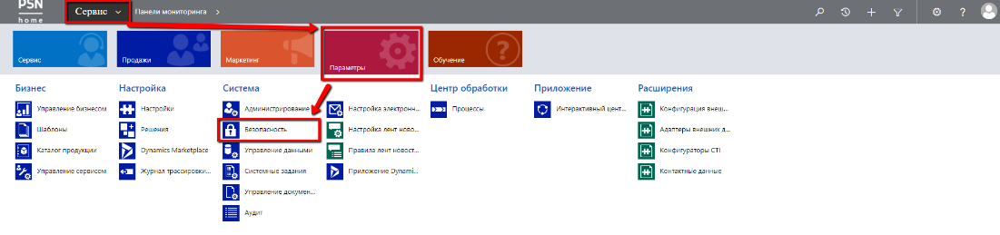 PSN
home
Сервис
Панели мониторинга
Сервис
Продажи
Маркетинг
Параметры
Обучение
Бизнес
Управление бизнесом
Шаблоны
Каталог продукции
Управление сервисом
Настройка
Настройки
Решения
Dynamics Marketplace
Журнал трассировки...
Система
Администрирование
Безопасность
Управление данными
Системные задания
Управление докумен...
Аудит
Настройка электронн...
Настройка лент ново...
Правила лент новост...
Приложение Dynami...
Центр обработки
Процессы
Приложение
Интерактивный цент...
Расширения
Конфигурация внеш...
Адаптеры внешних д...
Конфигураторы CTI
Контактные данные